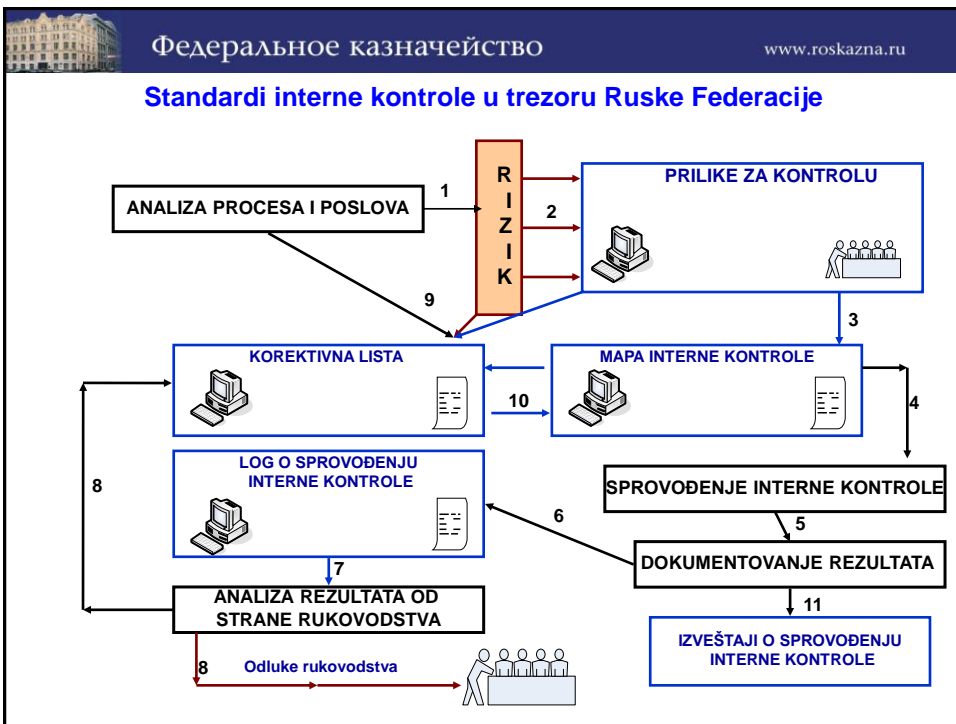 Федеральное казначейство
www.roskazna.ru
Standardi interne kontrole u trezoru Ruske Federacije
ANALIZA PROCESA I POSLOVA
1
R
I
Z
I
K
2
PRILIKE ZA KONTROLU
9
3
KOREKTIVNA LISTA
10
MAPA INTERNE KONTROLE
4
LOG O SPROVOĐENJU
INTERNE KONTROLE
8
6
SPROVOĐENJE INTERNE KONTROLE
5
DOKUMENTOVANJE REZULTATA
7
ANALIZA REZULTATA OD
STRANE RUKOVODSTVA
11
IZVEŠTAJI O SPROVOĐENJU
INTERNE KONTROLE
8
Odluke rukovodstva